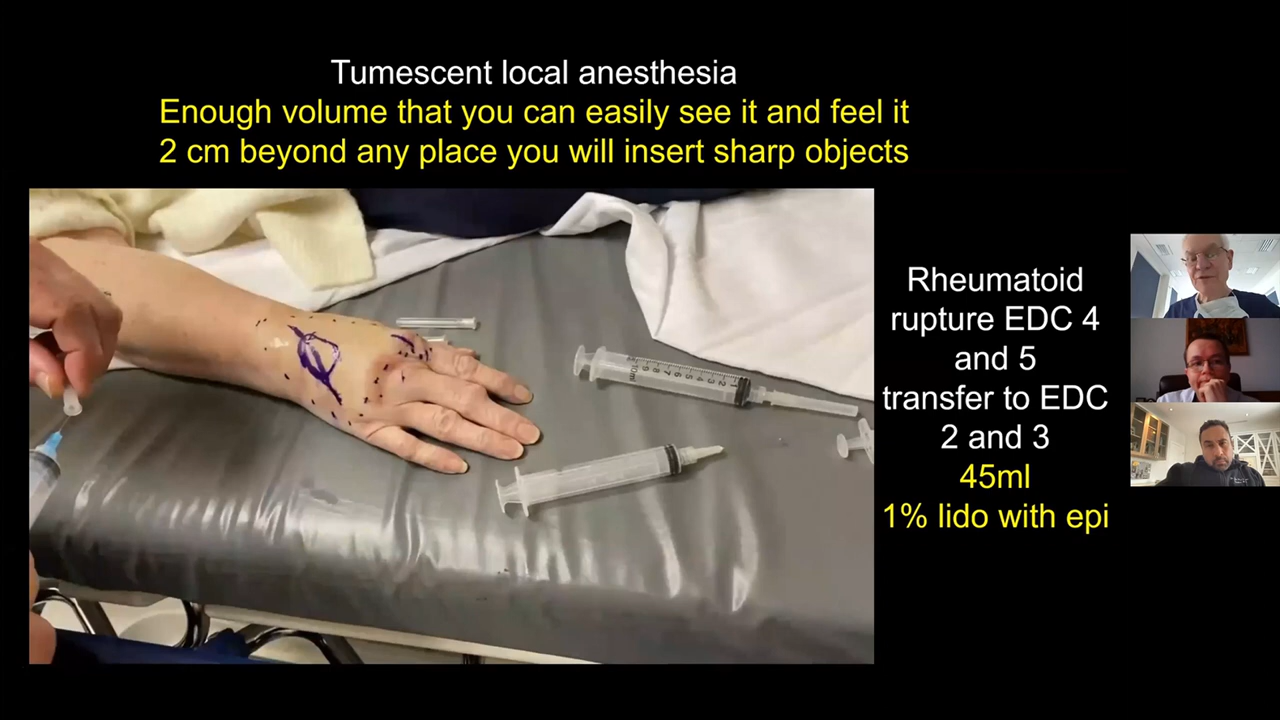 Tumescent local anesthesia
Enough volume that you can easily see it and feel it
2 cm beyond any place you will insert sharp objects
Rheumatoid
rupture EDC 4
and 5
transfer to EDC
2 and 3
45ml
1% lido with epi